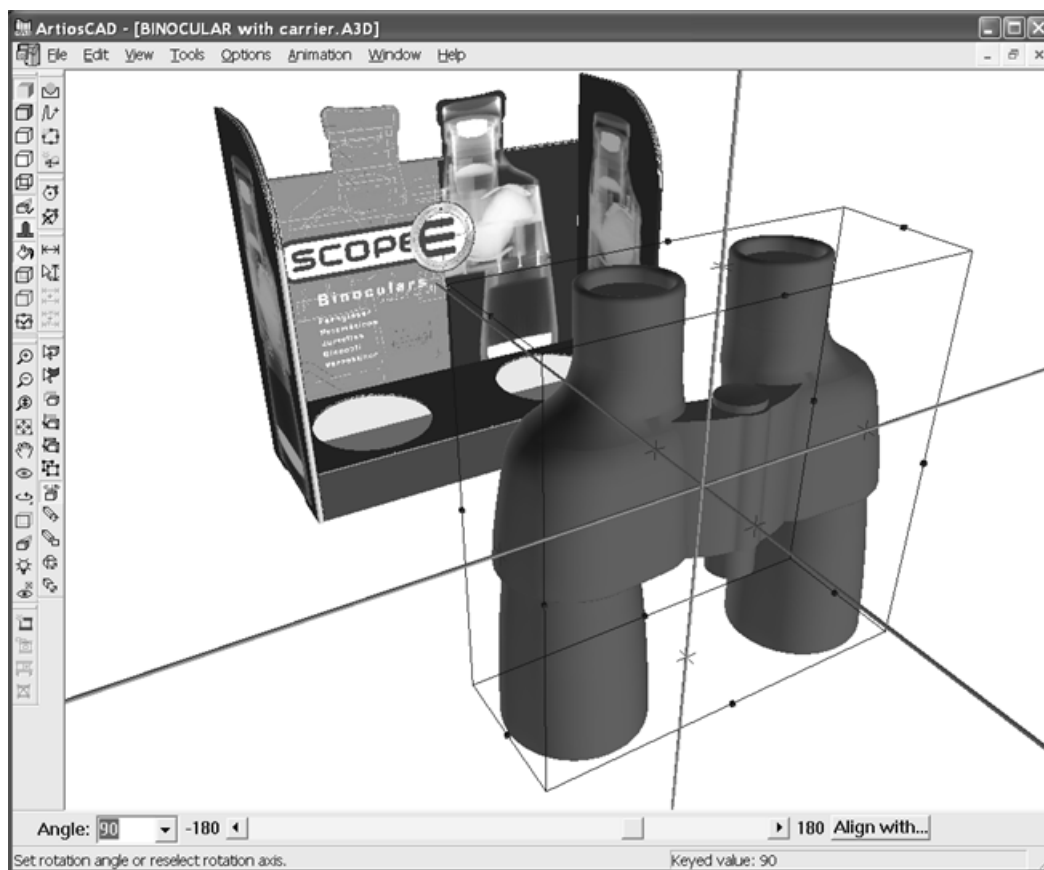 ArtiosCAD - [BINOCULAR with carrier.A3D]
File Edit View Tools Options Animation Window Help
SCOPE
Binoculars
Angle: 90 -180 180 Align with...
Set rotation angle or reselect rotation axis. Keyed value: 90